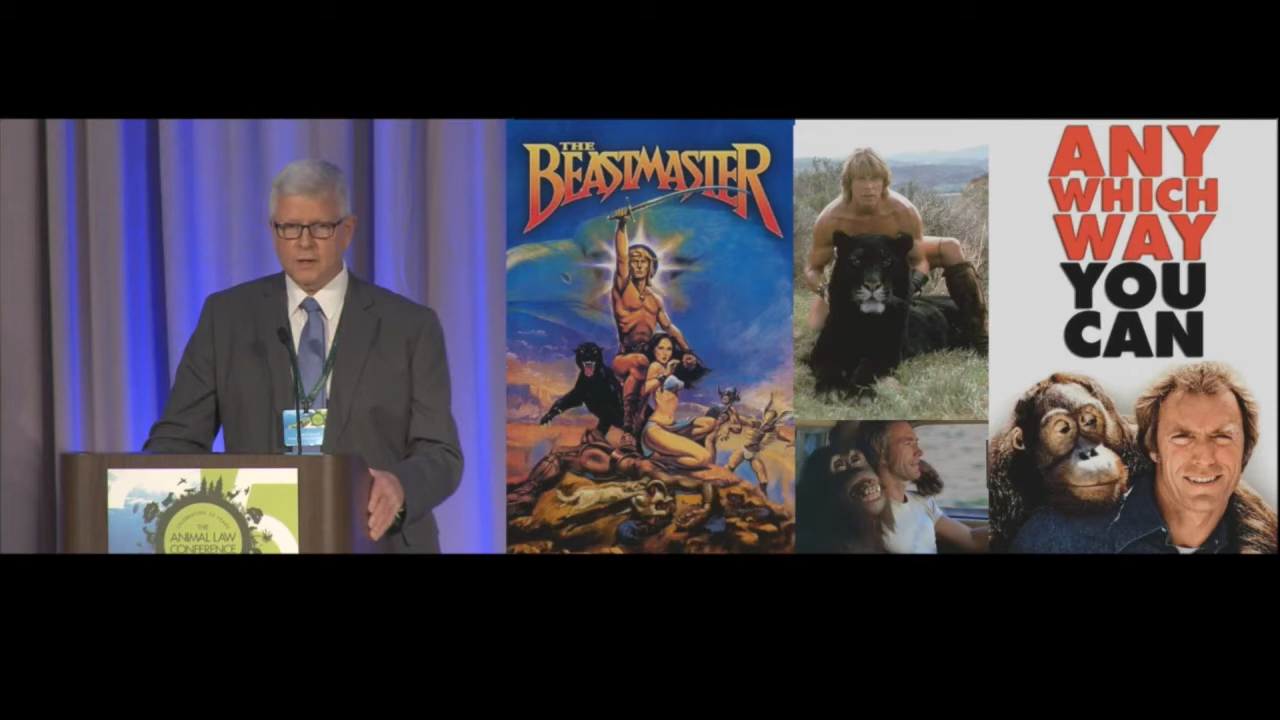 THE
BEASTMASTER
ANY
WHICH
WAY
YOU
CAN
THE
ANIMAL LAW
CONFERENCE